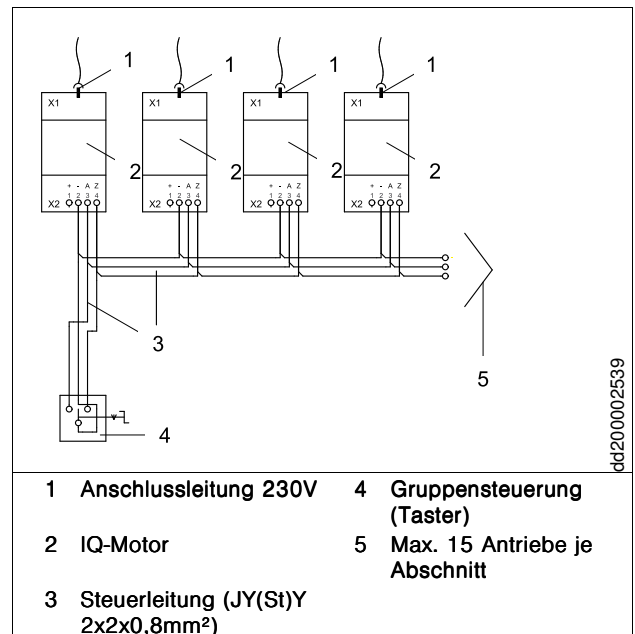 1 1 1 1
X1 X1 X1 X1
2 2 2 2
+ - A Z + - A Z + - A Z + - A Z
1 2 3 4 1 2 3 4 1 2 3 4 1 2 3 4
X2 X2 X2 X2
3
5
4
dd200002539
1 Anschlussleitung 230V
2 IQ-Motor
3 Steuerleitung (JY(St)Y
2x2x0,8mm²)
4 Gruppensteuerung
(Taster)
5 Max. 15 Antriebe je
Abschnitt